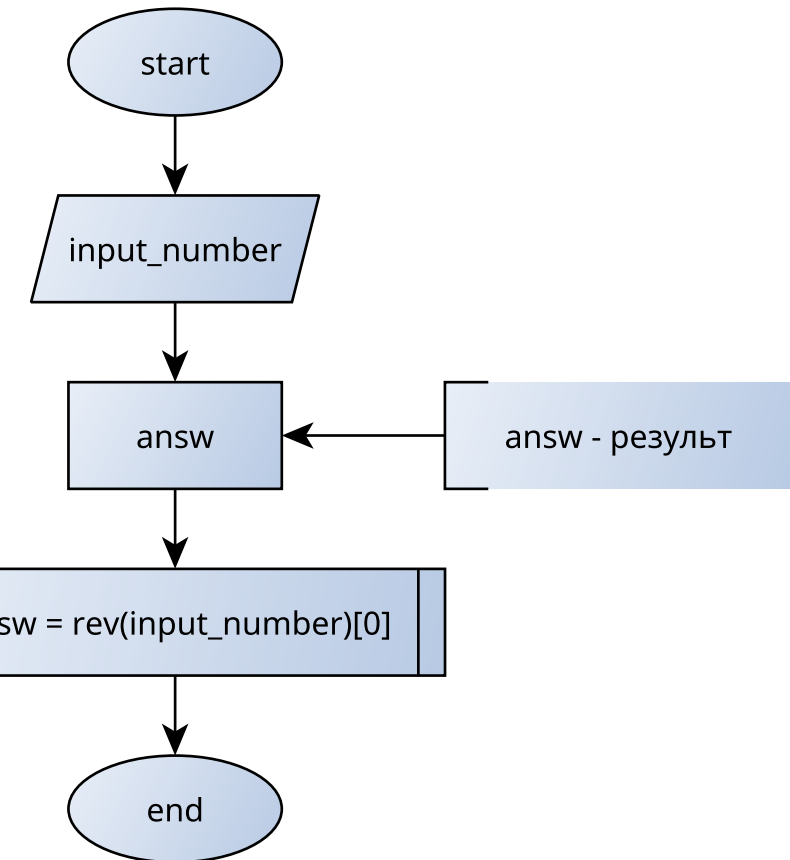 start
input_number
answ
answ - результ
sw = rev(input_number)[0]
end